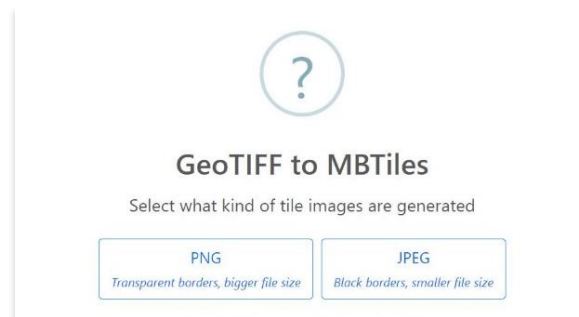 ?
GeoTIFF to MBTiles
Select what kind of tile images are generated
PNG
Transparent borders, bigger file size
JPEG
Black borders, smaller file size